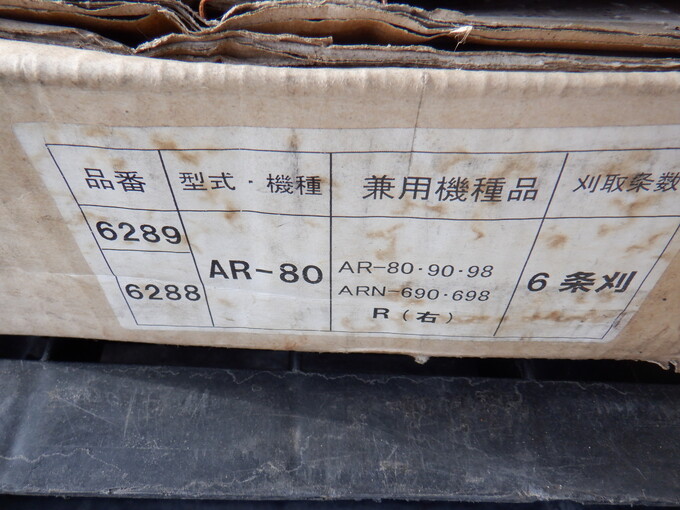 品番 型式・機種 兼用機種品 刈取条数
6289
6288
AR-80
AR-80・90・98
ARN-690・698
R(右)
6条刈